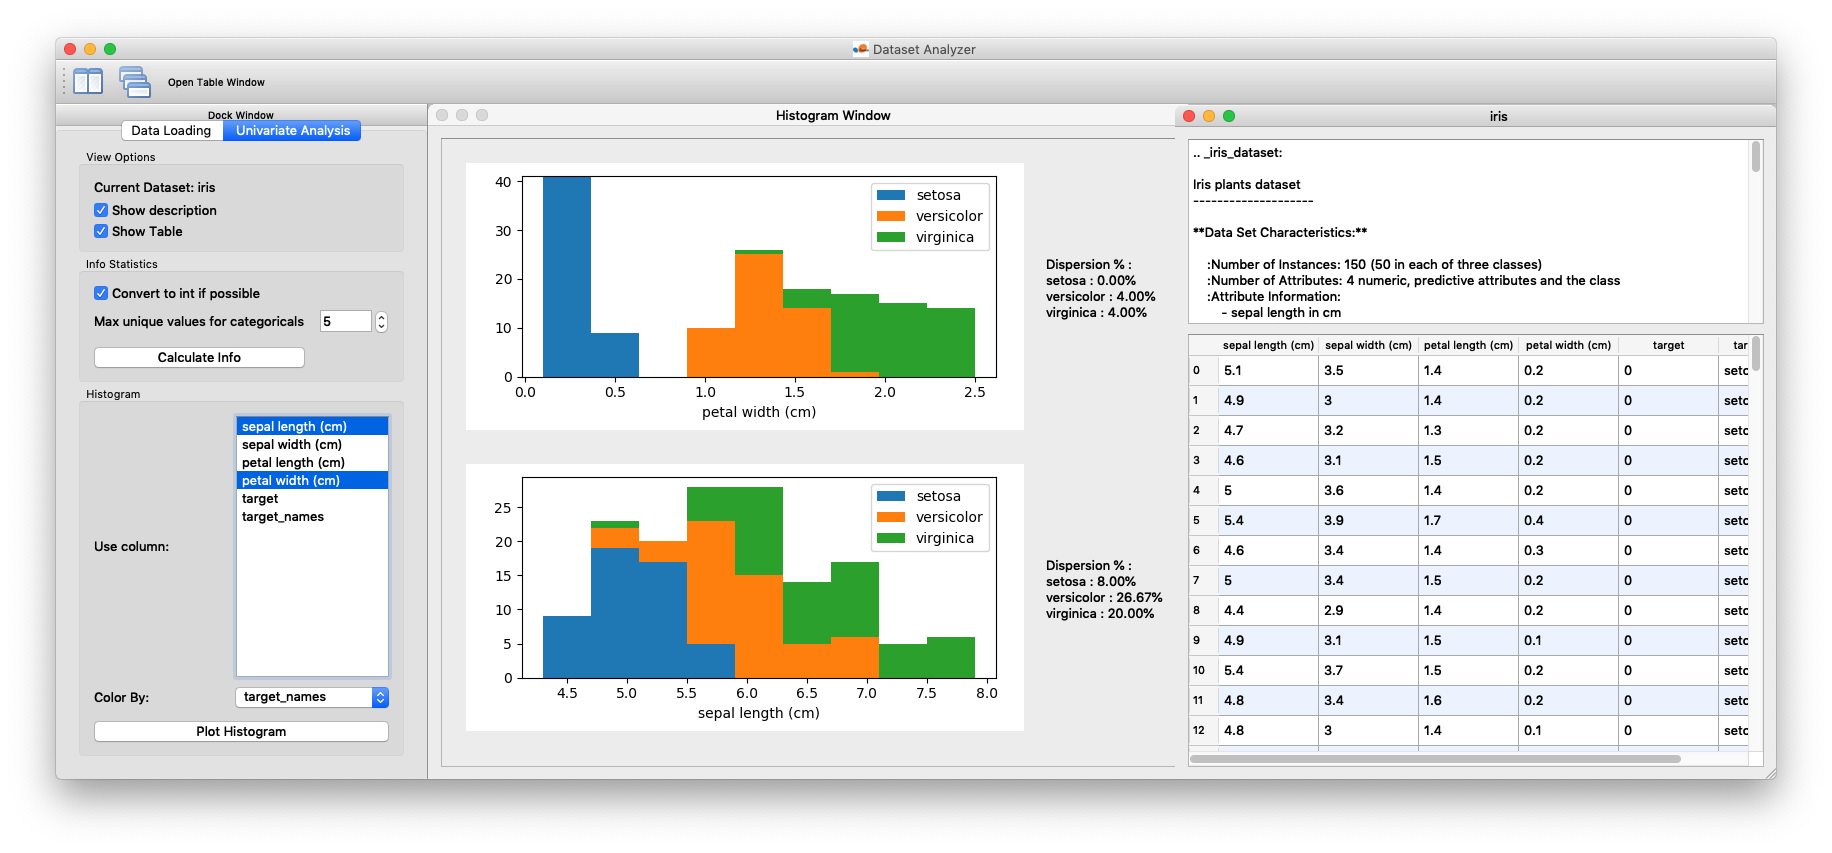 Dataset Analyzer
Open Table Window
Dock Window
Data Loading
Univariate Analysis
View Options
Current Dataset: iris
Show description
Show Table
Info Statistics
Convert to int if possible
Max unique values for categoricals
5
Calculate Info
Histogram
Use column:
sepal length (cm)
sepal width (cm)
petal length (cm)
petal width (cm)
target
target_names
Color By:
target_names
Plot Histogram
Histogram Window
40
30
20
10
0
0.0 0.5 1.0 1.5 2.0 2.5
petal width (cm)
setosa
versicolor
virginica
Dispersion % :
setosa : 0.00%
versicolor : 4.00%
virginica : 4.00%
25
20
15
10
5
0
4.5 5.0 5.5 6.0 6.5 7.0 7.5 8.0
sepal length (cm)
setosa
versicolor
virginica
Dispersion % :
setosa : 8.00%
versicolor : 26.67%
virginica : 20.00%
iris
.. _iris_dataset:
Iris plants dataset
--------------------
**Data Set Characteristics:**
:Number of Instances: 150 (50 in each of three classes)
:Number of Attributes: 4 numeric, predictive attributes and the class
:Attribute Information:
- sepal length in cm
sepal length (cm) sepal width (cm) petal length (cm) petal width (cm) target tar
0 5.1 3.5 1.4 0.2 0 setc
1 4.9 3 1.4 0.2 0 setc
2 4.7 3.2 1.3 0.2 0 setc
3 4.6 3.1 1.5 0.2 0 setc
4 5 3.6 1.4 0.2 0 setc
5 5.4 3.9 1.7 0.4 0 setc
6 4.6 3.4 1.4 0.3 0 setc
7 5 3.4 1.5 0.2 0 setc
8 4.4 2.9 1.4 0.2 0 setc
9 4.9 3.1 1.5 0.1 0 setc
10 5.4 3.7 1.5 0.2 0 setc
11 4.8 3.4 1.6 0.2 0 setc
12 4.8 3 1.4 0.1 0 setc